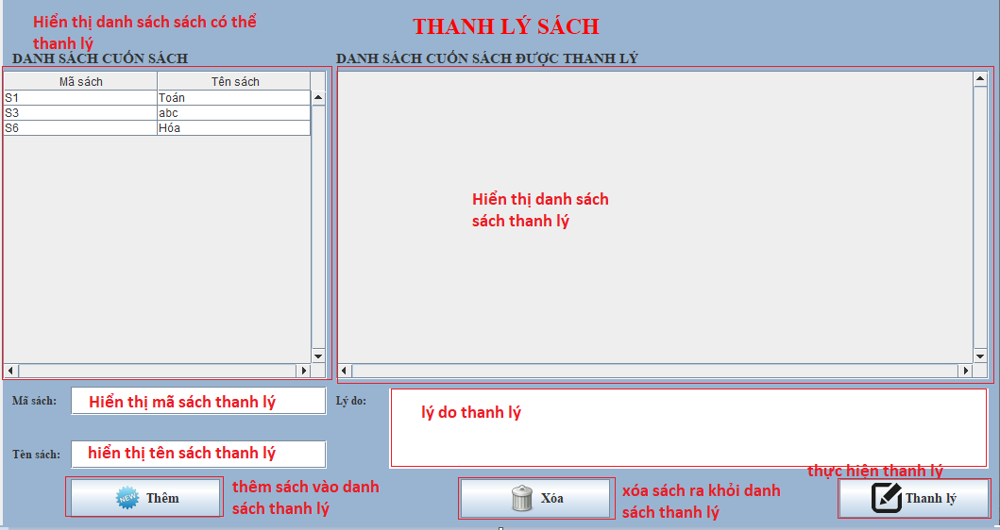 Hiển thị danh sách sách có thể
thanh lý
THANH LÝ SÁCH
DANH SÁCH CUỐN SÁCH
DANH SÁCH CUỐN SÁCH ĐƯỢC THANH LÝ
Mã sách Tên sách
S1 Toán
S3 abc
S6 Hóa
Hiển thị danh sách
sách thanh lý
Mã sách: Hiển thị mã sách thanh lý
Lý do: lý do thanh lý
Tên sách: hiển thị tên sách thanh lý
thực hiện thanh lý
NEW Thêm
thêm sách vào danh
sách thanh lý
Xóa
xóa sách ra khỏi danh
sách thanh lý
Thanh lý